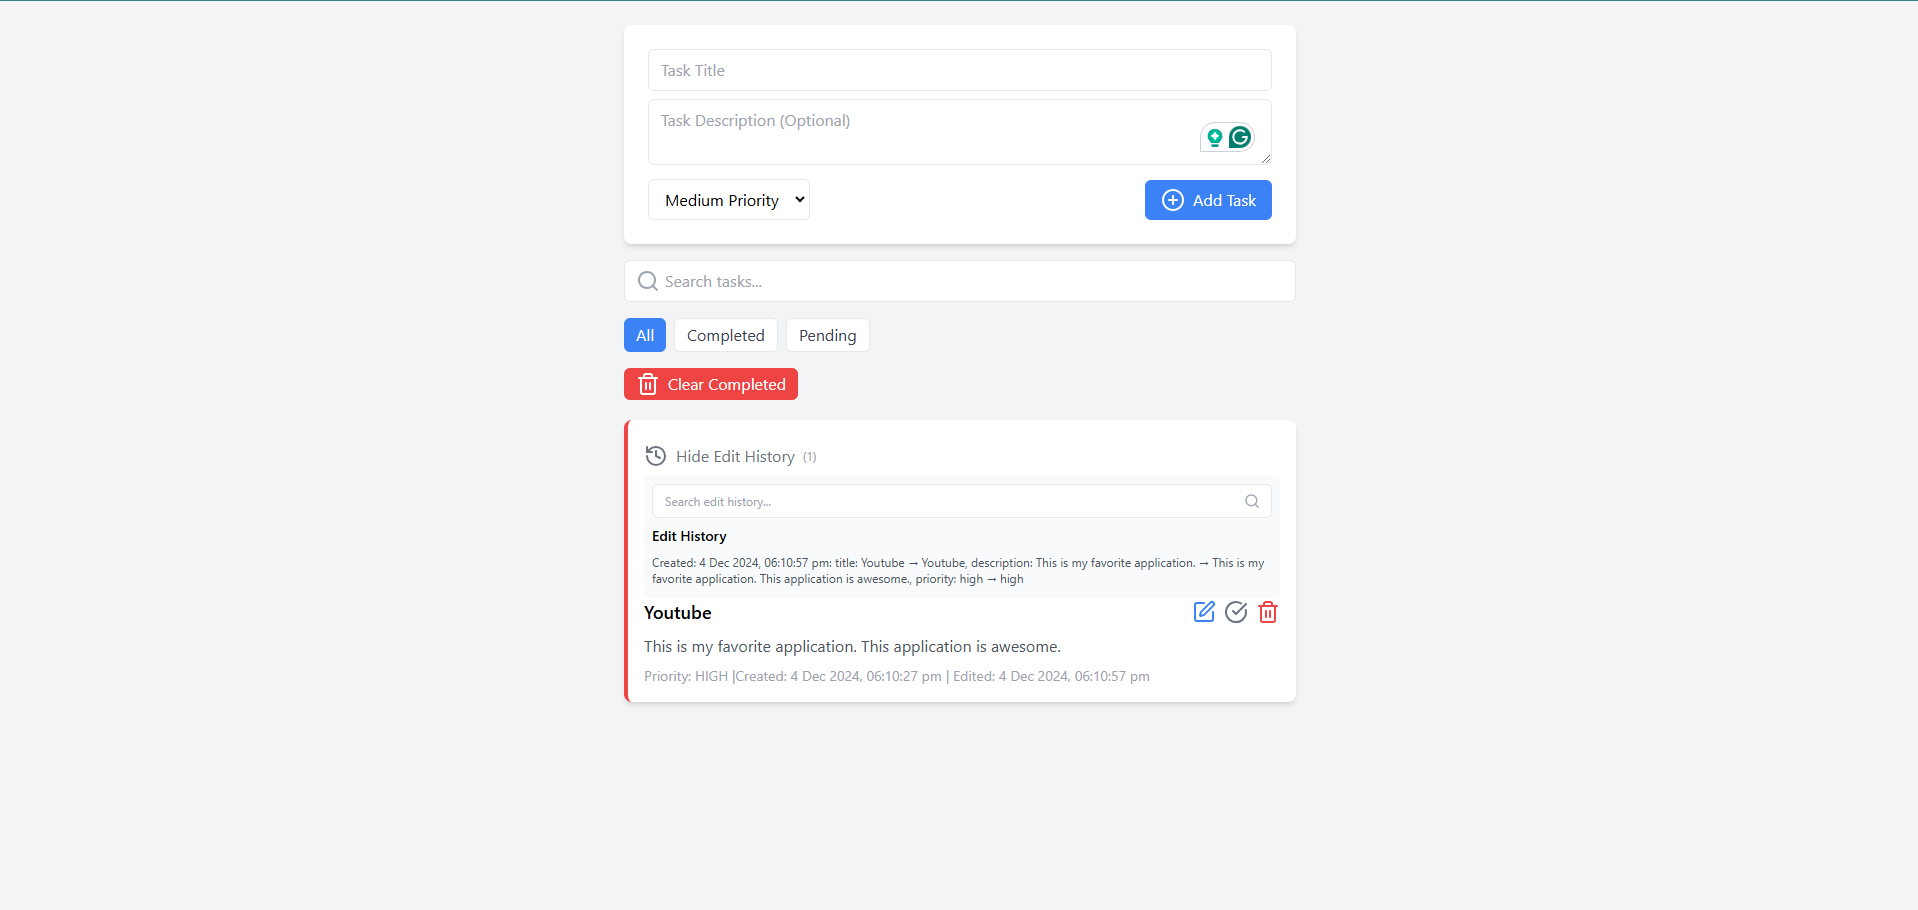 Task Title
Task Description (Optional)
Medium Priority
Add Task
Search tasks...
All
Completed
Pending
Clear Completed
Hide Edit History (1)
Search edit history...
Edit History
Created: 4 Dec 2024, 06:10:57 pm: title: Youtube → Youtube, description: This is my favorite application. → This is my
favorite application. This application is awesome., priority: high → high
Youtube
This is my favorite application. This application is awesome.
Priority: HIGH |Created: 4 Dec 2024, 06:10:27 pm | Edited: 4 Dec 2024, 06:10:57 pm